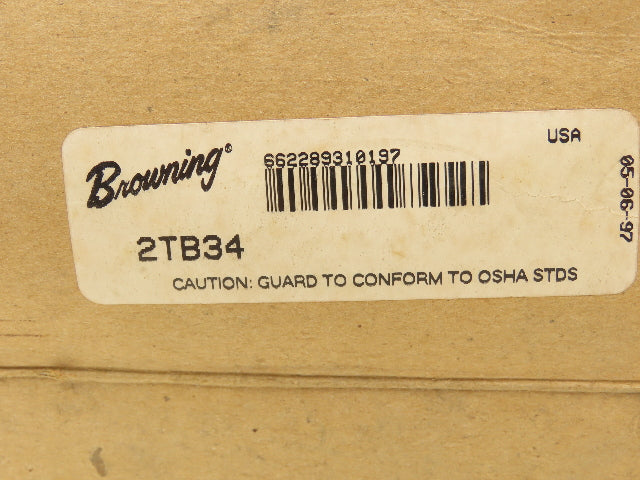 Browning®
662289310197
USA
05-06-97
2TB34
CAUTION: GUARD TO CONFORM TO OSHA STDS